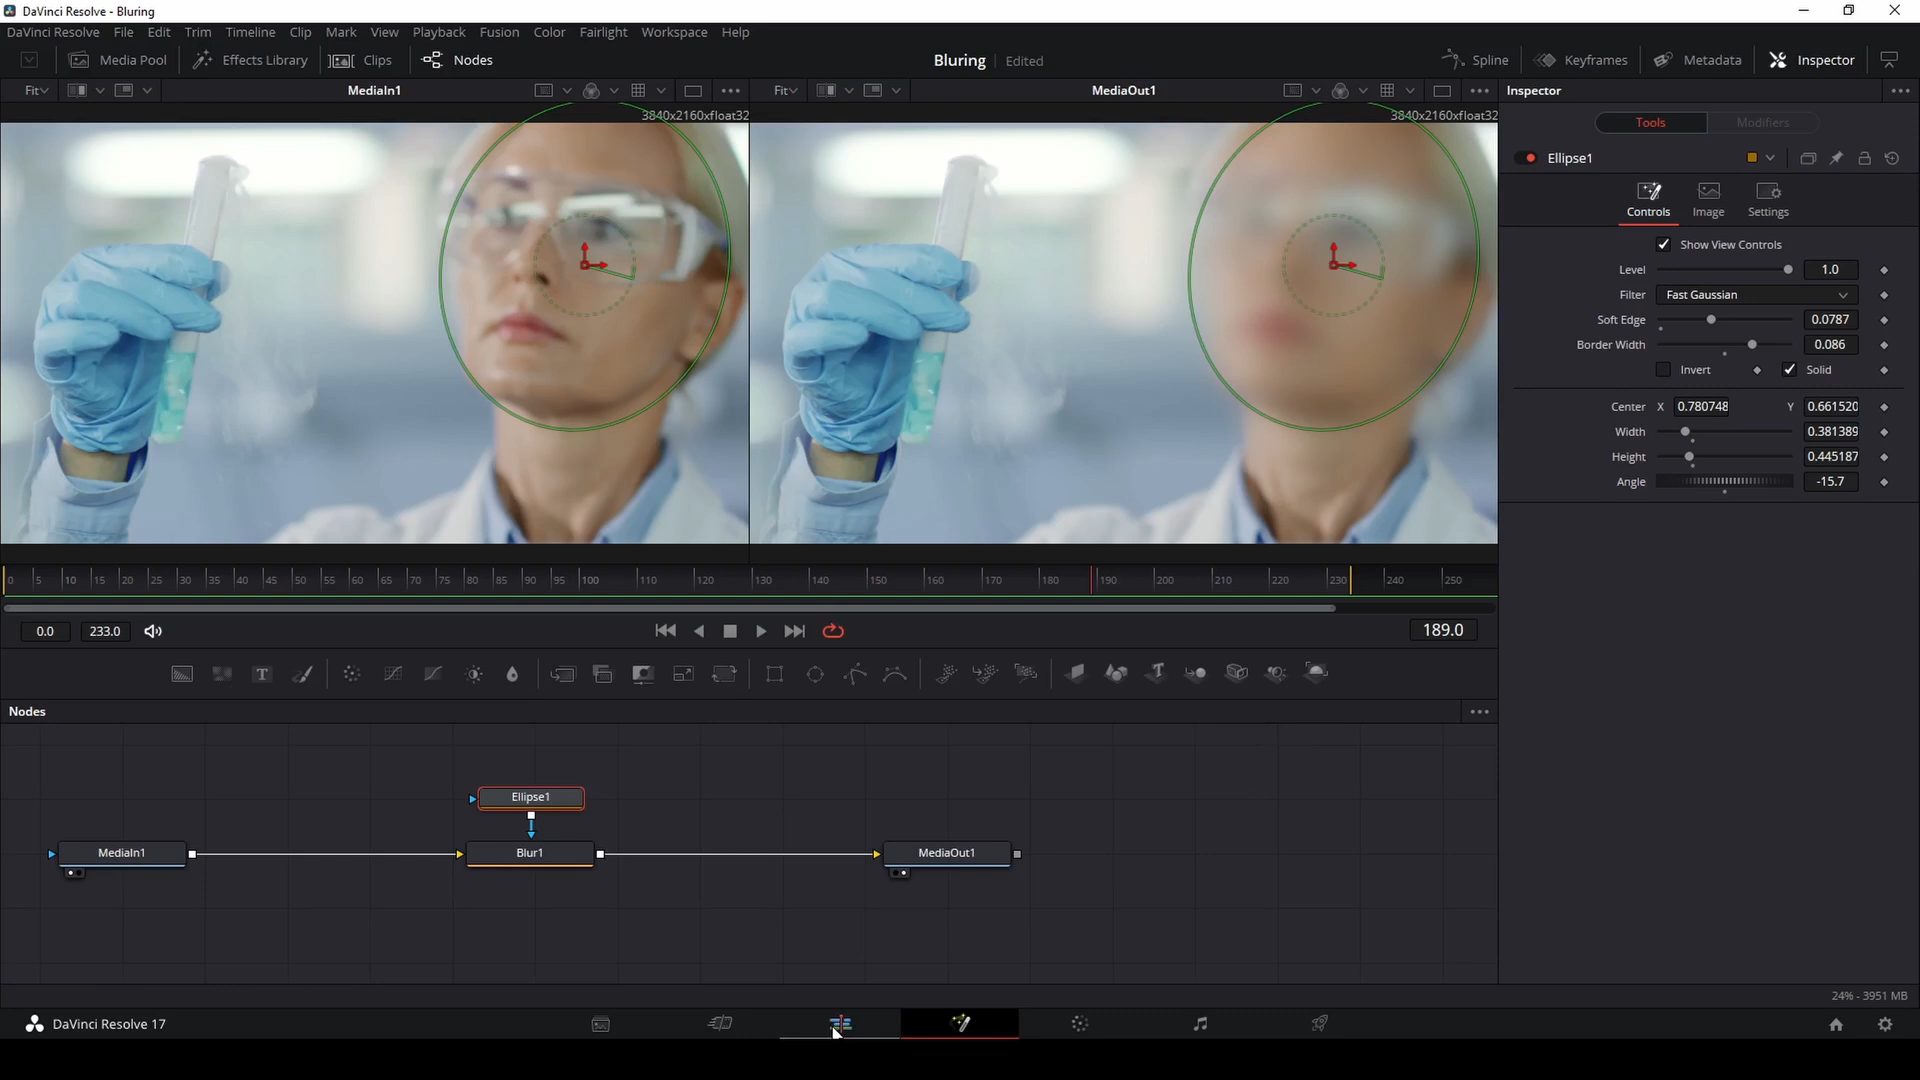 DaVinci Resolve - Bluring
DaVinci Resolve File Edit Trim Timeline Clip Mark View Playback Fusion Color Fairlight Workspace Help
Media Pool Effects Library Clips Nodes Bluring Edited Spline Keyframes Metadata Inspector
Fit MediaIn1 Fit MediaOut1 Inspector
3840x2160xfloat32 3840x2160xfloat32
Tools Modifiers
Ellipse1
Controls Image Settings
Show View Controls
Level 1.0
Filter Fast Gaussian
Soft Edge 0.0787
Border Width 0.086
Invert Solid
Center X 0.780748 Y 0.661520
Width 0.381389
Height 0.445187
Angle -15.7
0 5 10 15 20 25 30 35 40 45 50 55 60 65 70 75 80 85 90 95 100 110 120 130 140 150 160 170 180 190 200 210 220 230 240 250
0.0 233.0 189.0
T T
Nodes
Ellipse1
MediaIn1 Blur1 MediaOut1
24% - 3951 MB
DaVinci Resolve 17